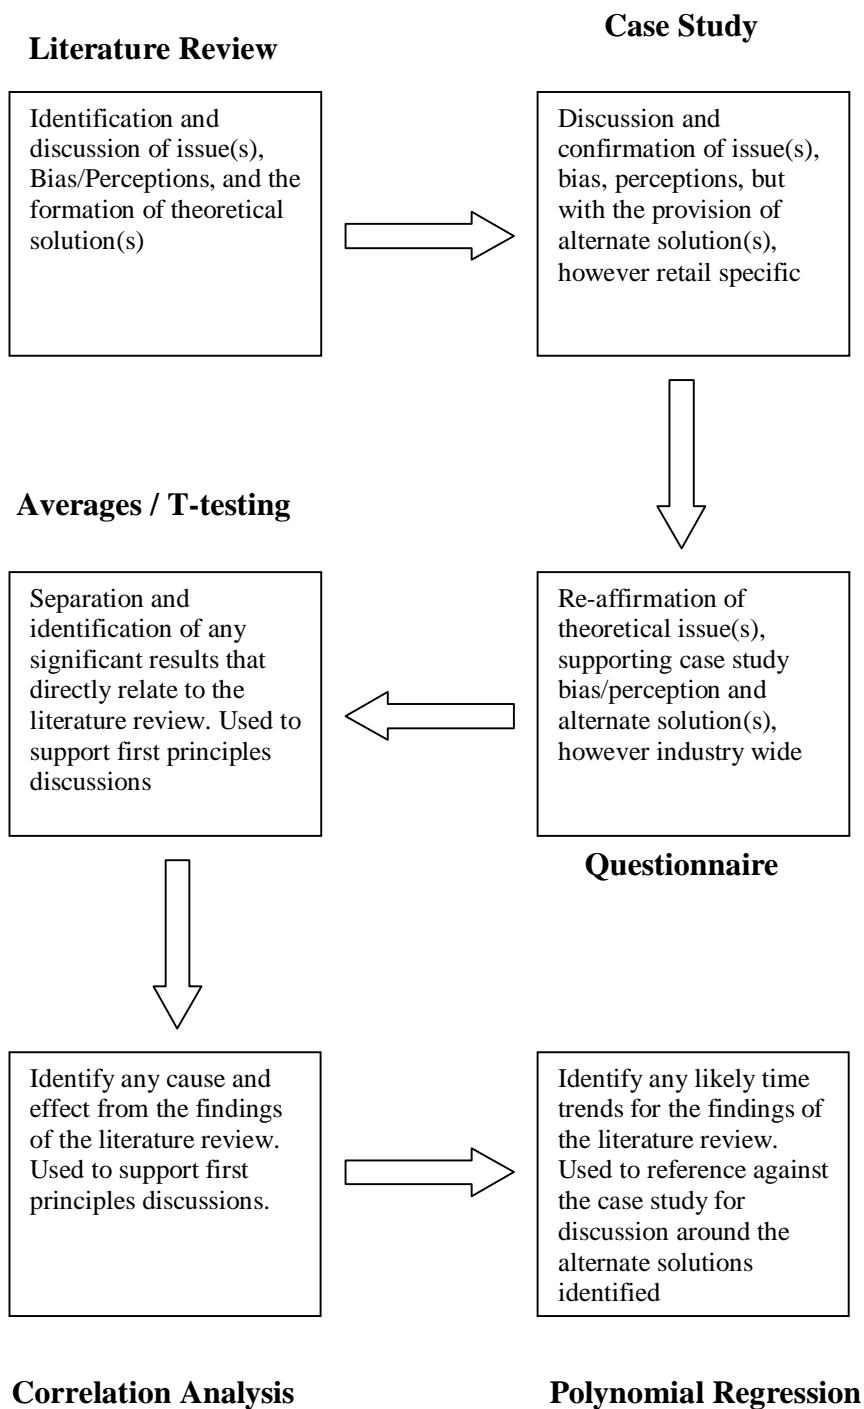 Literature Review
Identification and
discussion of issue(s),
Bias/Perceptions, and the
formation of theoretical
solution(s)
Case Study
Discussion and
confirmation of issue(s),
bias, perceptions, but
with the provision of
alternate solution(s),
however retail specific
Re-affirmation of
theoretical issue(s),
supporting case study
bias/perception and
alternate solution(s),
however industry wide
Questionnaire
Averages / T-testing
Separation and
identification of any
significant results that
directly relate to the
literature review. Used to
support first principles
discussions
Identify any cause and
effect from the findings
of the literature review.
Used to support first
principles discussions.
Correlation Analysis
Identify any likely time
trends for the findings of
the literature review.
Used to reference against
the case study for
discussion around the
alternate solutions
identified
Polynomial Regression